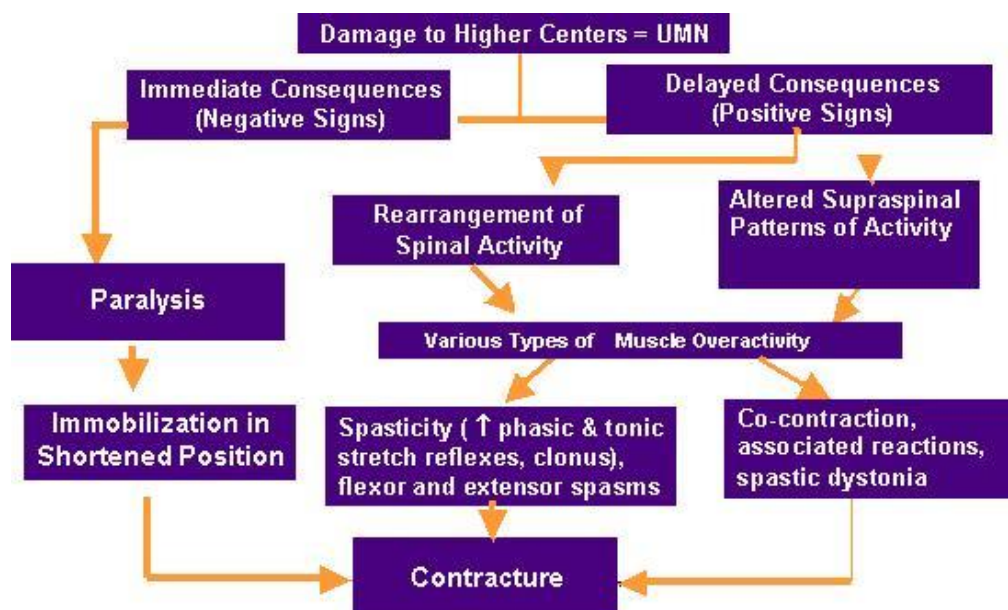 Damage to Higher Centers = UMN
Immediate Consequences
(Negative Signs)
Delayed Consequences
(Positive Signs)
Rearrangement of
Spinal Activity
Altered Supraspinal
Patterns of Activity
Paralysis
Various Types of Muscle Overactivity
Immobilization in
Shortened Position
Spasticity ( ↑ phasic & tonic
stretch reflexes, clonus),
flexor and extensor spasms
Co-contraction,
associated reactions,
spastic dystonia
Contracture